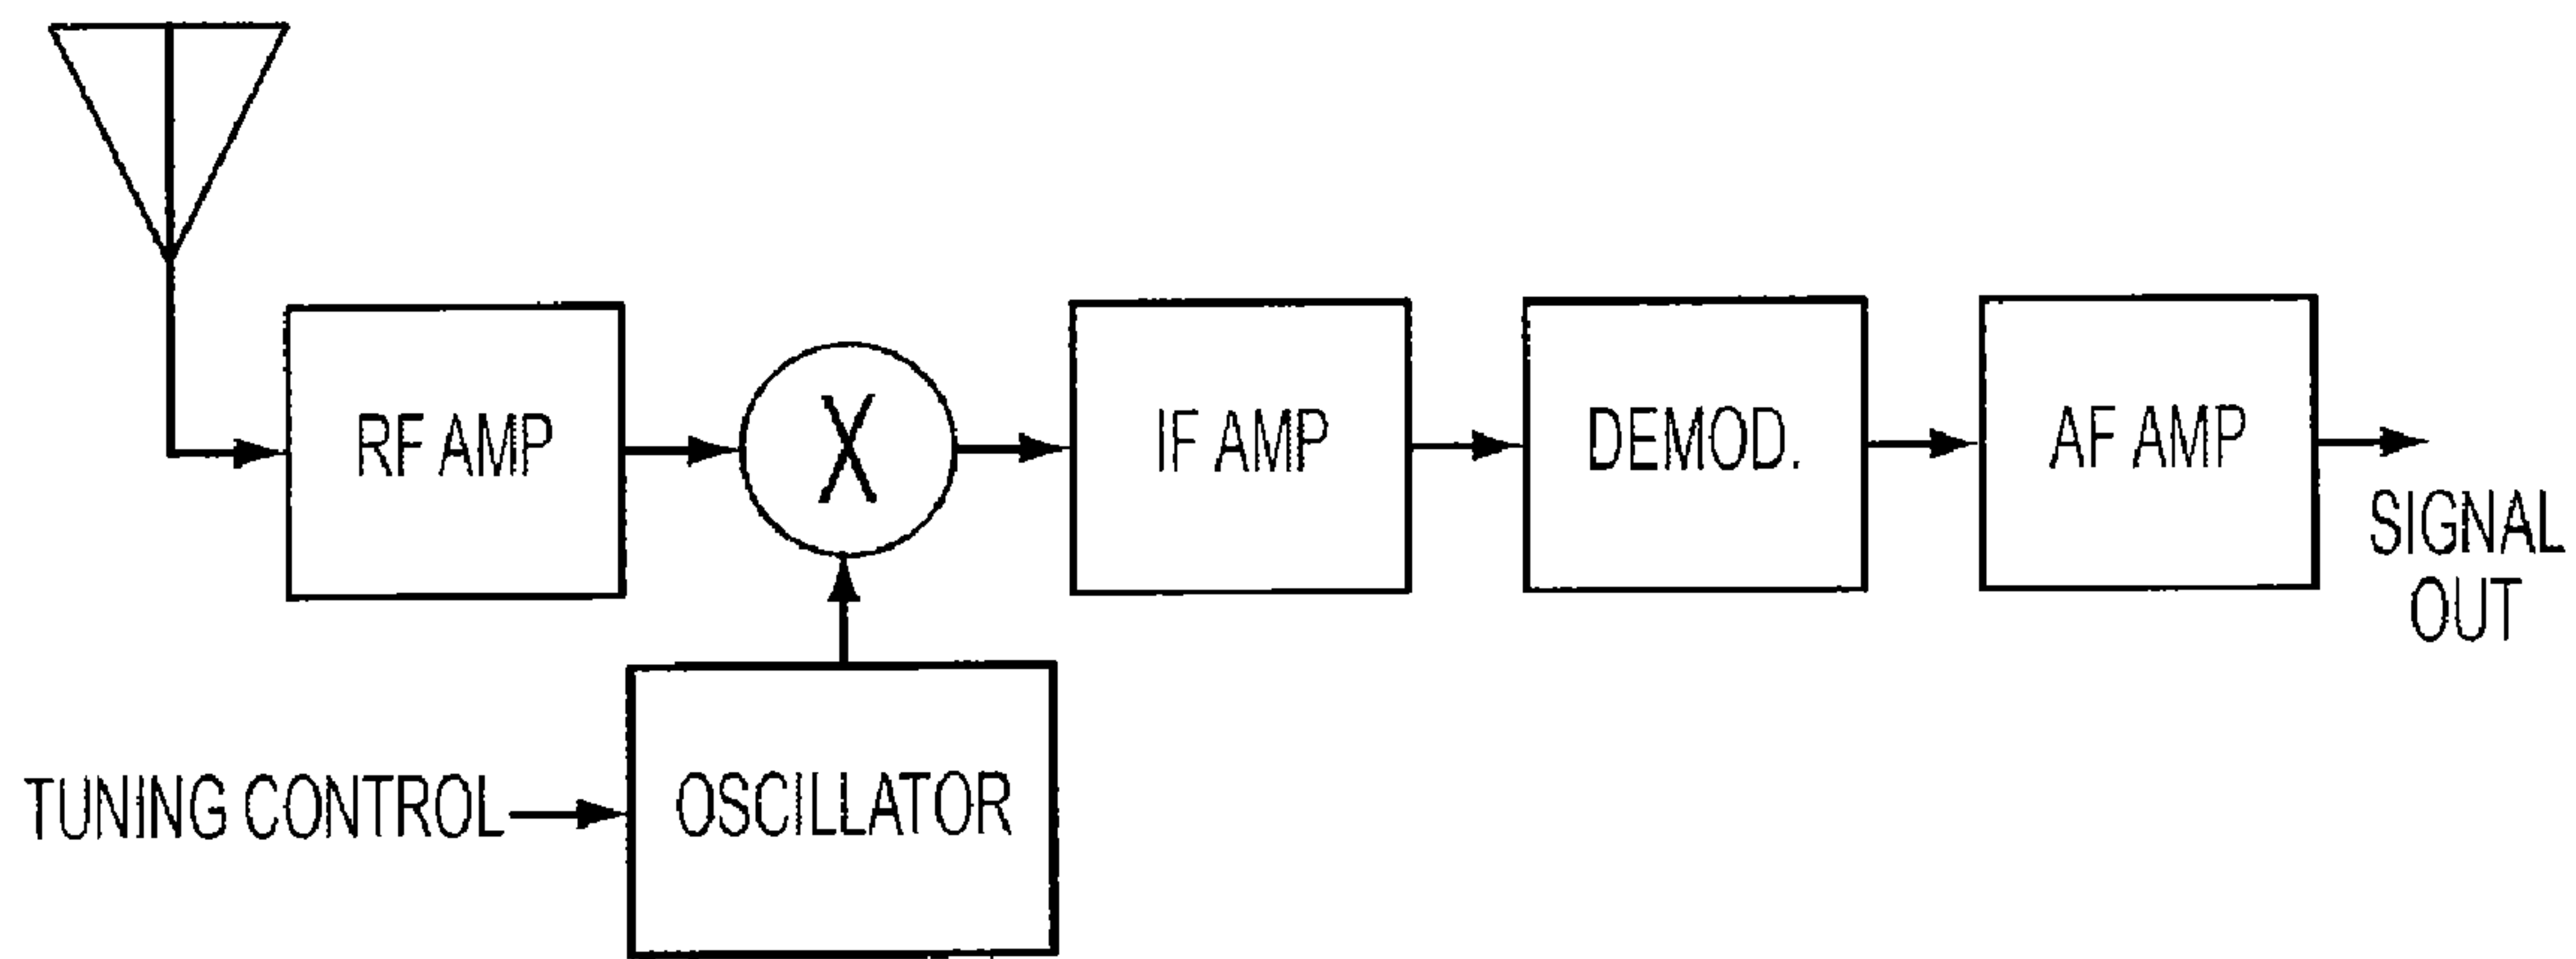 RF AMP
X
IF AMP
DEMOD.
AF AMP
SIGNAL
OUT
TUNING CONTROL
OSCILLATOR